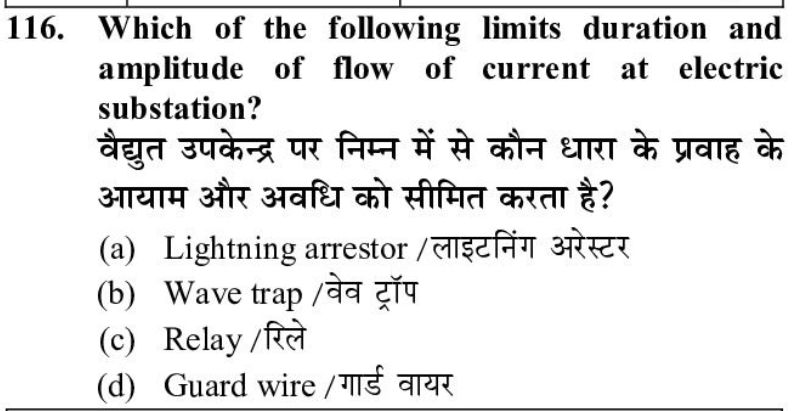 116. Which of the following limits duration and
amplitude of flow of current at electric
substation?
वैद्युत उपकेन्द्र पर निम्न में से कौन धारा के प्रवाह के
आयाम और अवधि को सीमित करता है?
(a) Lightning arrestor /लाइटनिंग अरेस्टर
(b) Wave trap /वेव ट्रॉप
(c) Relay /रिले
(d) Guard wire /गार्ड वायर